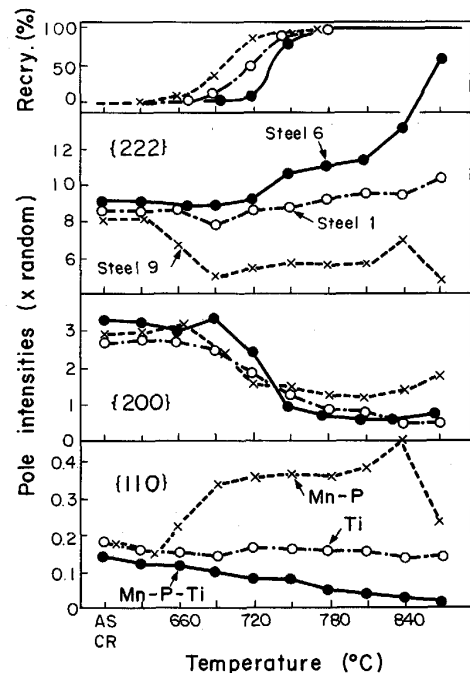 Recry. (%)
100
50
0
{222}
Steel 6
12
10
8
6
Steel 1
Steel 9
Pole intensities (x random)
3
2
1
0
{200}
0.4
0.3
0.2
0.1
0
{110}
Mn-P
Ti
Mn-P-Ti
AS
CR
660
720
780
840
Temperature (°C)